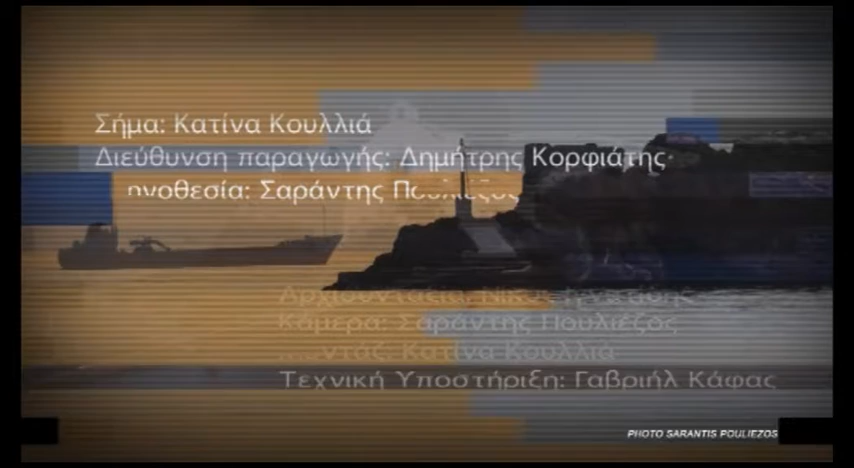 Σήμα: Κατίνα Κουλλιά
Διεύθυνση παραγωγής: Δημήτρης Κορφιάτης
Σαράντης Πουλιέζος
Κάμερα: Σαράντης Πουλιέζος
Κατίνα Κουλλιά
Τεχνική Υποστήριξη: Γαβριήλ Κάφας
PHOTO SARANTIS POULIEZOS